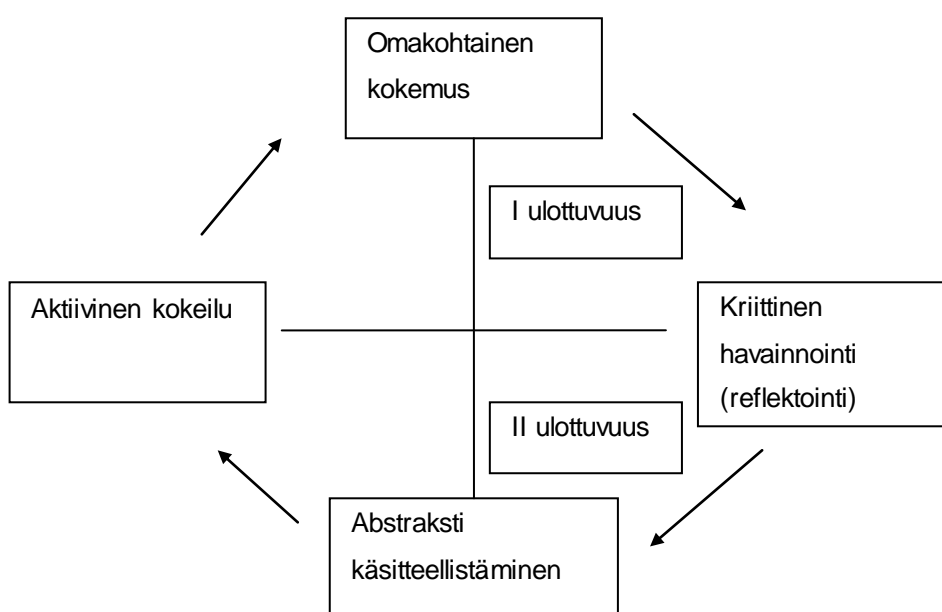 Omakohtainen
kokemus
I ulottuvuus
Aktiivinen kokeilu
Kriittinen
havainnointi
(reflektointi)
II ulottuvuus
Abstraksti
käsitteellistäminen